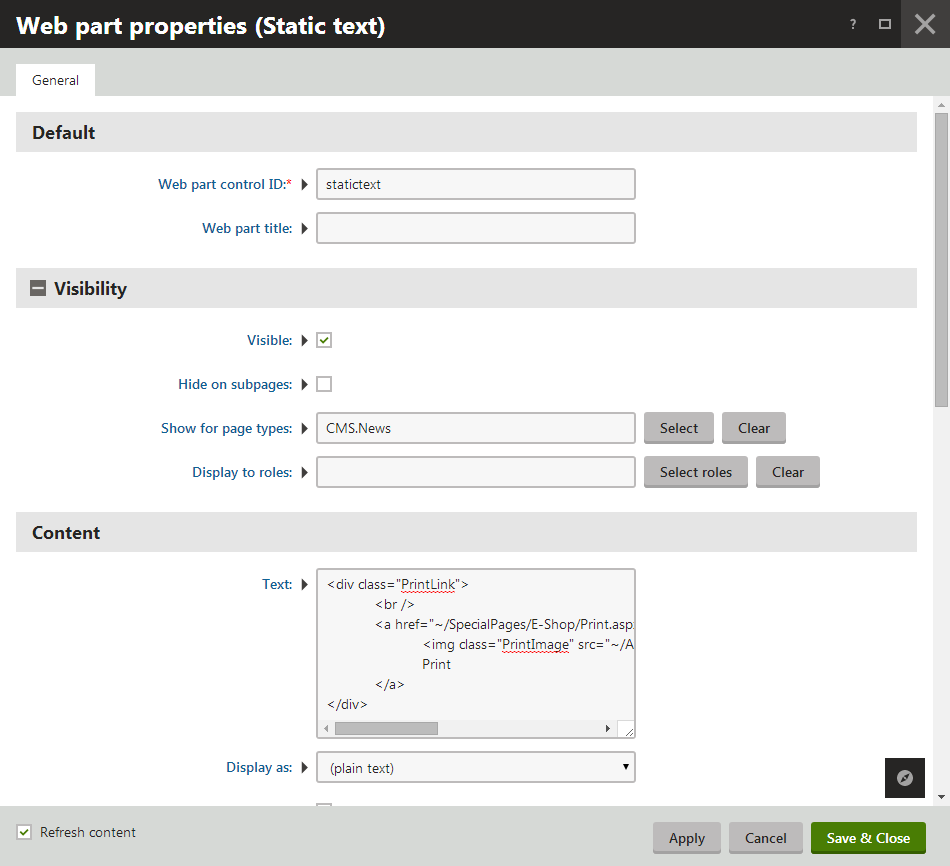 Web part properties (Static text) ?
General
Default
Web part control ID:* statictext
Web part title:
Visibility
Visible:
Hide on subpages:
Show for page types: CMS.News Select Clear
Display to roles: Select roles Clear
Content
Text: <div class="PrintLink">
<br />
<a href="~/SpecialPages/E-Shop/Print.asp
<img class="PrintImage" src="~/A
Print
</a>
</div>
Display as: (plain text)
Refresh content Apply Cancel Save & Close